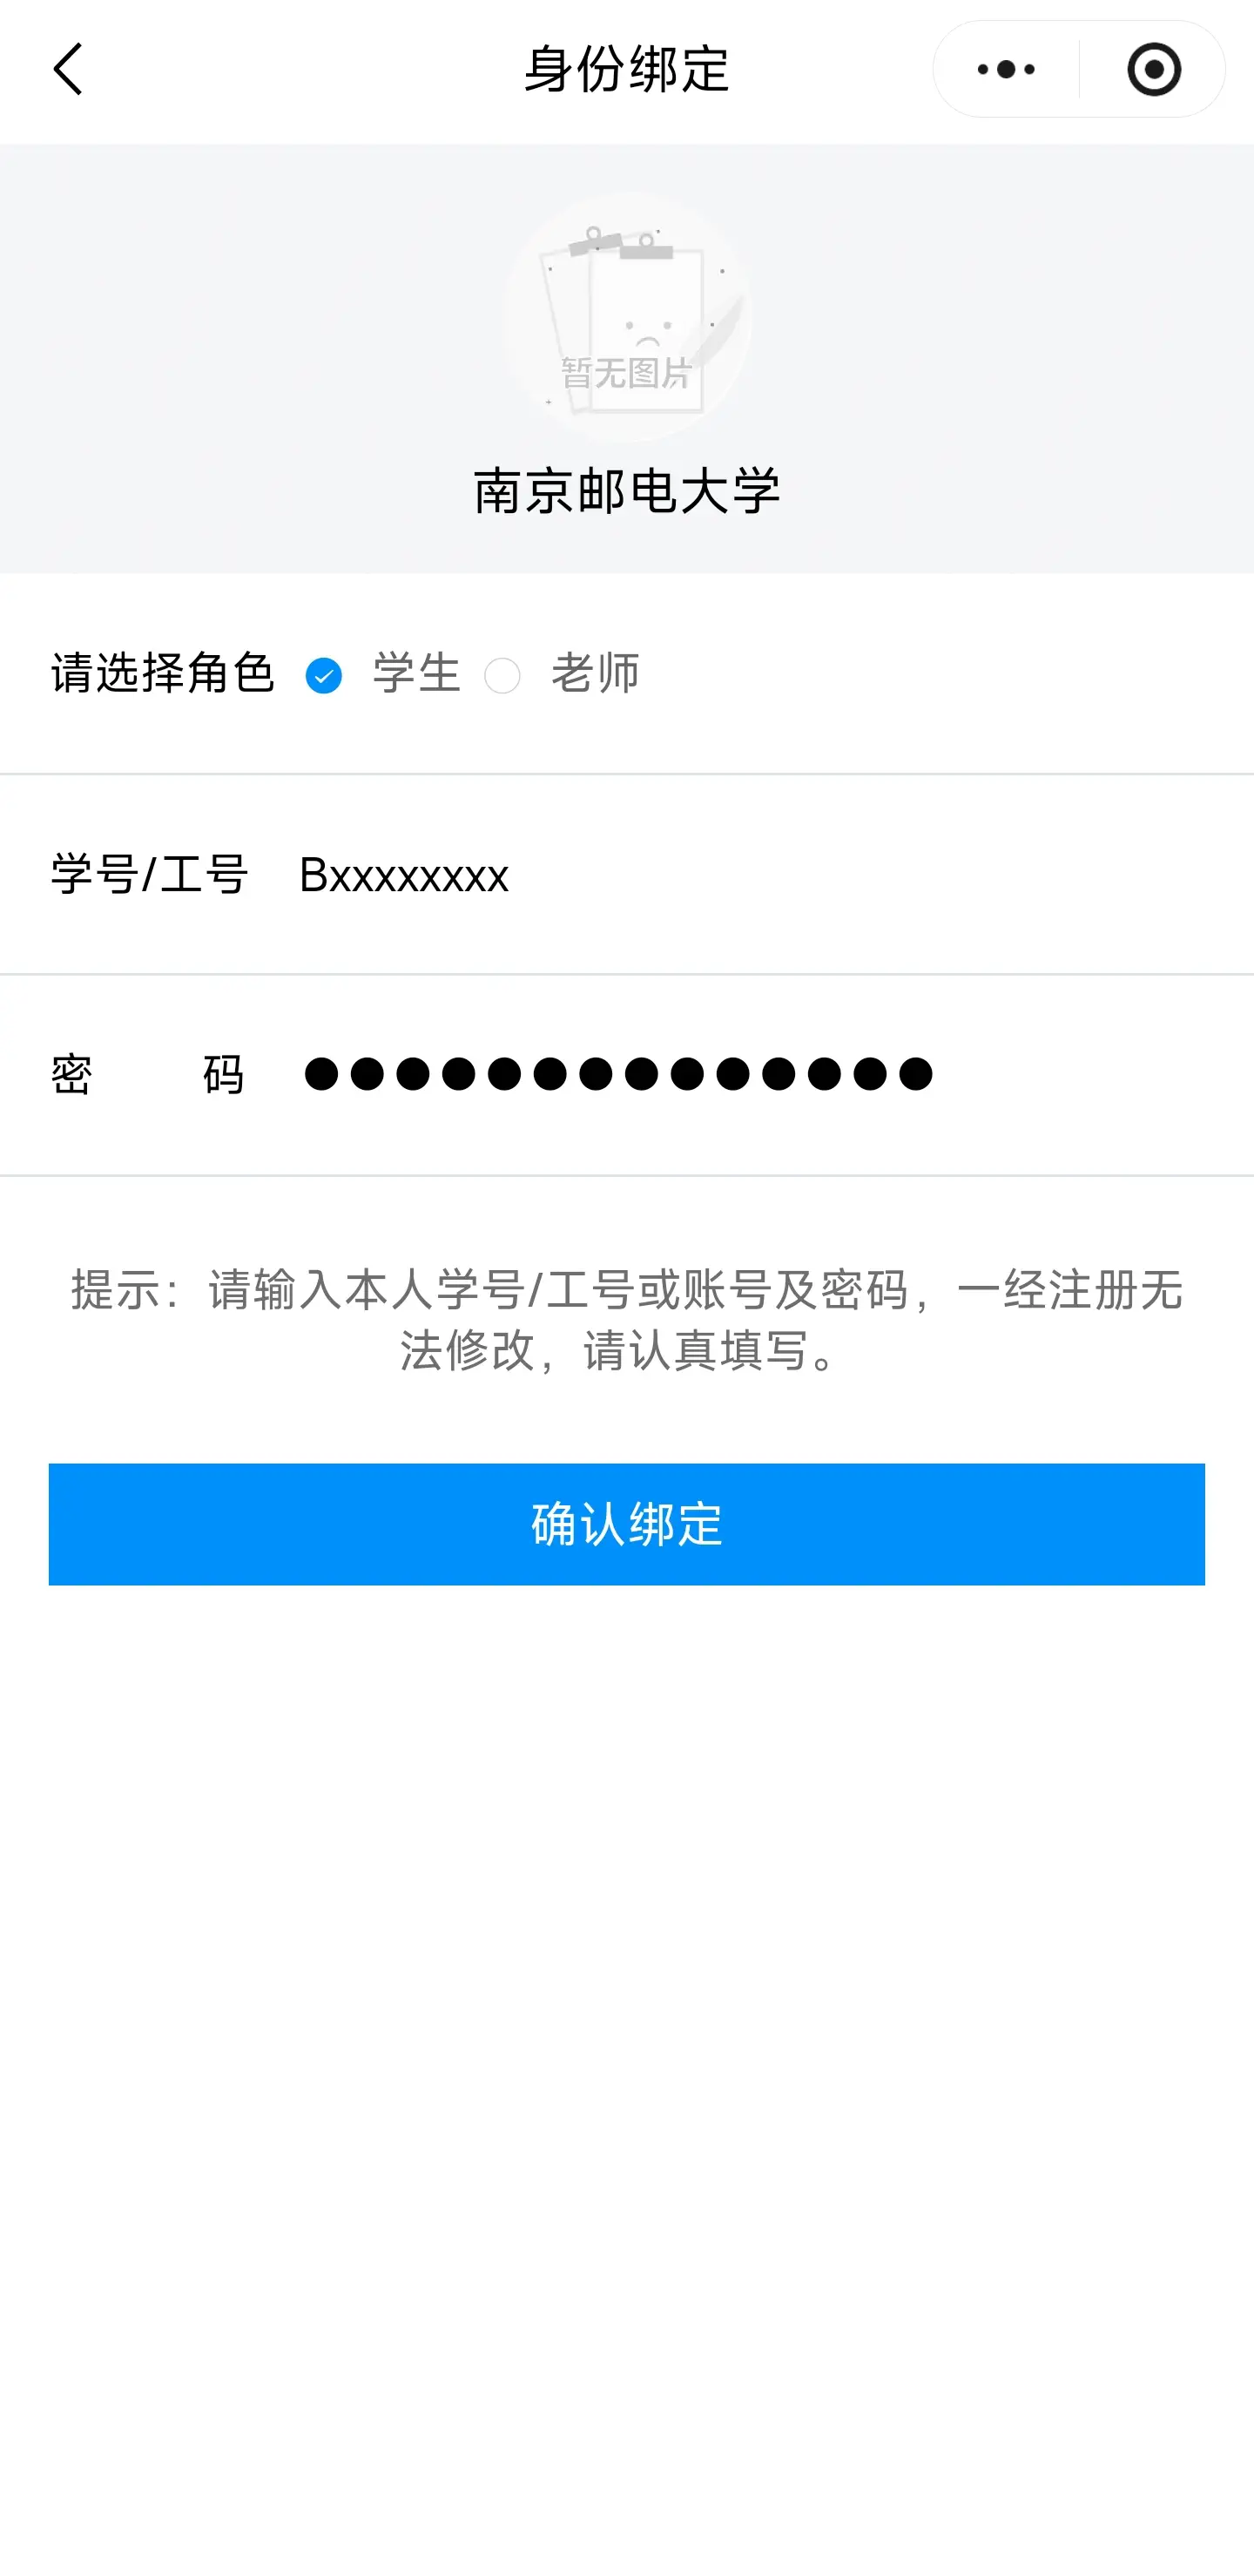 身份绑定
暂无图片
南京邮电大学
请选择角色 学生 老师
学号/工号 Bxxxxxxxx
密 码 ●●●●●●●●●●●●●●
提示：请输入本人学号/工号或账号及密码，一经注册无
法修改，请认真填写。
确认绑定